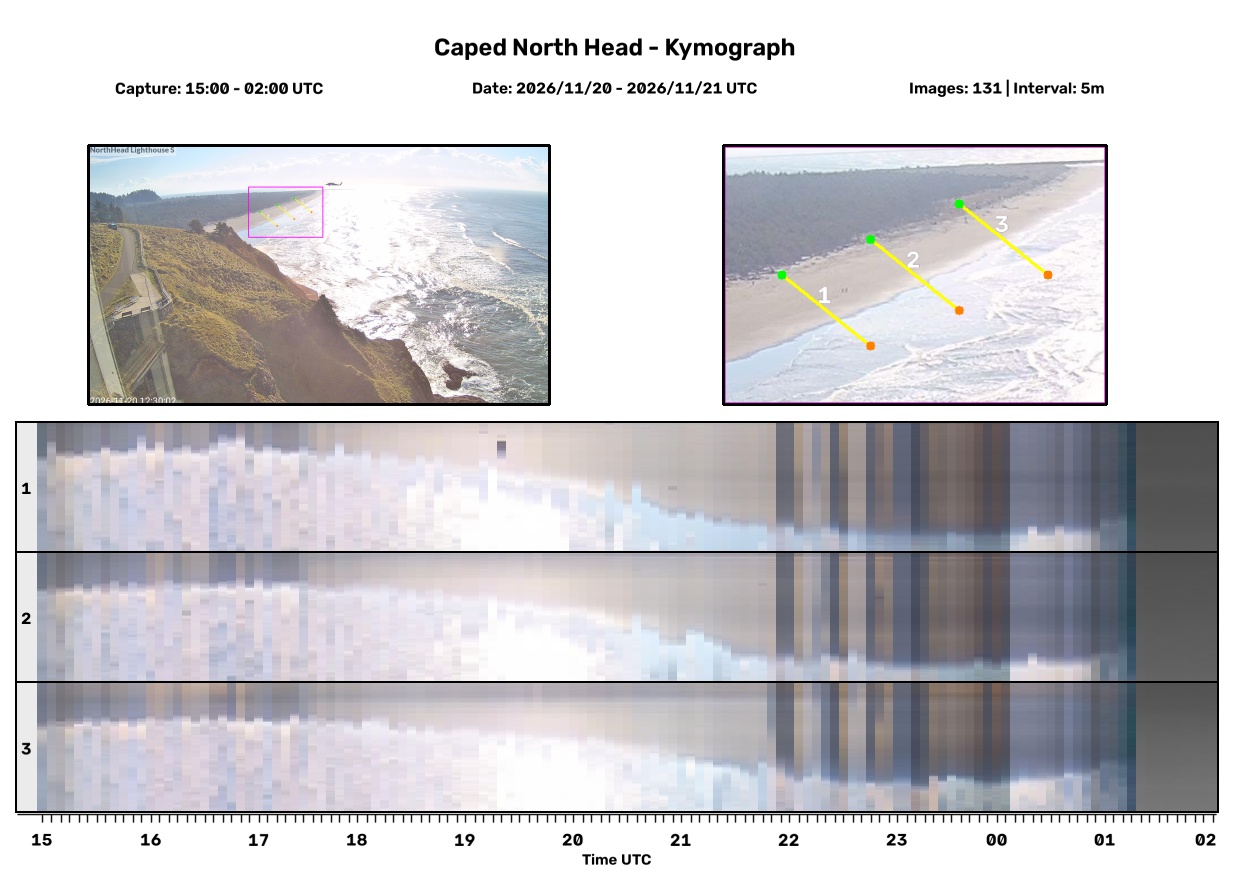 Caped North Head - Kymograph
Capture: 15:00 - 02:00 UTC
Date: 2026/11/20 - 2026/11/21 UTC
Images: 131 | Interval: 5m
NorthHead Lighthouse S
2026/11/20 12:30:02
1
2
3
1
2
3
15 16 17 18 19 20 21 22 23 00 01 02
Time UTC